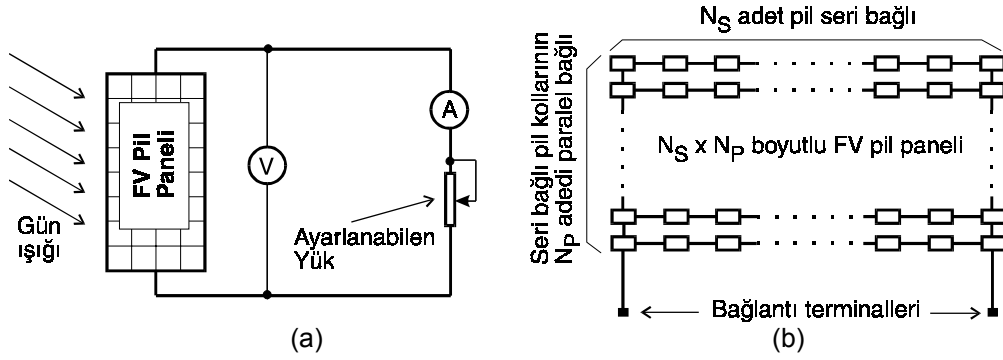 FV Pil
Paneli
V
A
Gün
ışığı
Ayarlanabilen
Yük
(a)
N_S adet pil seri bağlı
Seri bağlı pil kollarının
N_P adedi paralel bağlı
N_S x N_P boyutlu FV pil paneli
Bağlantı terminalleri
(b)